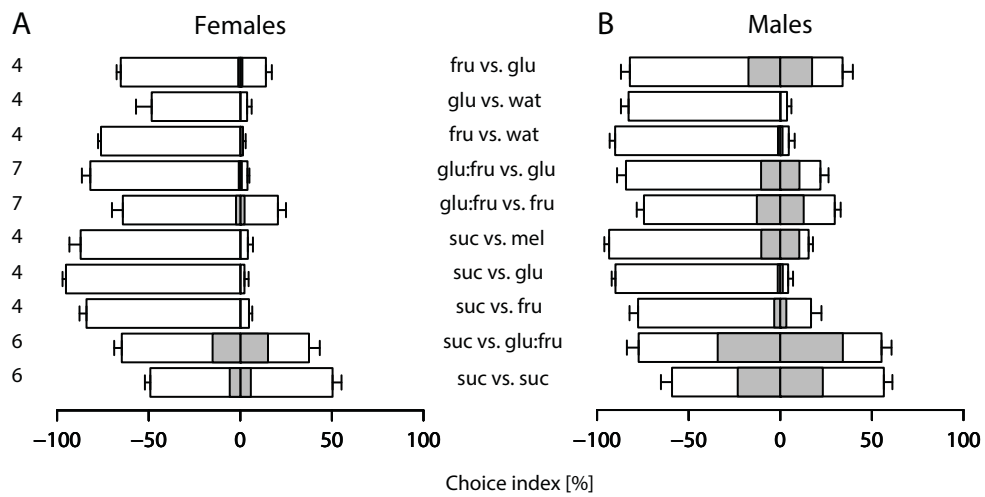 A Females B Males
4 fru vs. glu
4 glu vs. wat
4 fru vs. wat
7 glu:fru vs. glu
7 glu:fru vs. fru
4 suc vs. mel
4 suc vs. glu
4 suc vs. fru
6 suc vs. glu:fru
6 suc vs. suc
−100 −50 0 50 100 −100 −50 0 50 100
Choice index [%]